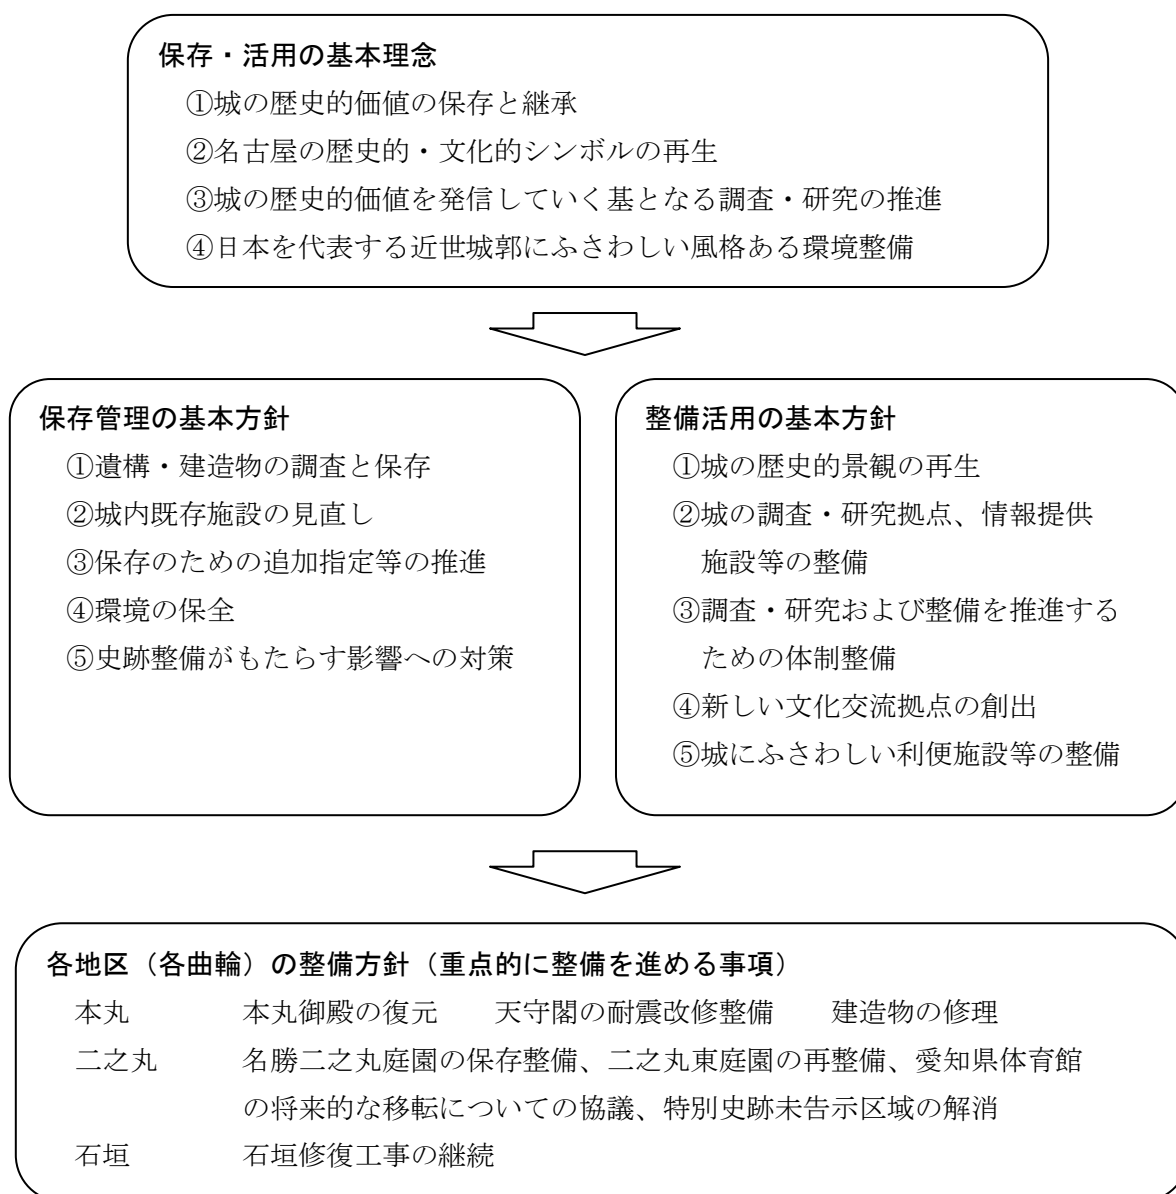 保存・活用の基本理念
①城の歴史的価値の保存と継承
②名古屋の歴史的・文化的シンボルの再生
③城の歴史的価値を発信していく基となる調査・研究の推進
④日本を代表する近世城郭にふさわしい風格ある環境整備
保存管理の基本方針
①遺構・建造物の調査と保存
②城内既存施設の見直し
③保存のための追加指定等の推進
④環境の保全
⑤史跡整備がもたらす影響への対策
整備活用の基本方針
①城の歴史的景観の再生
②城の調査・研究拠点、情報提供
施設等の整備
③調査・研究および整備を推進する
ための体制整備
④新しい文化交流拠点の創出
⑤城にふさわしい利便施設等の整備
各地区（各曲輪）の整備方針（重点的に整備を進める事項）
本丸　本丸御殿の復元　天守閣の耐震改修整備　建造物の修理
二之丸　名勝二之丸庭園の保存整備、二之丸東庭園の再整備、愛知県体育館
の将来的な移転についての協議、特別史跡未告示区域の解消
石垣　石垣修復工事の継続